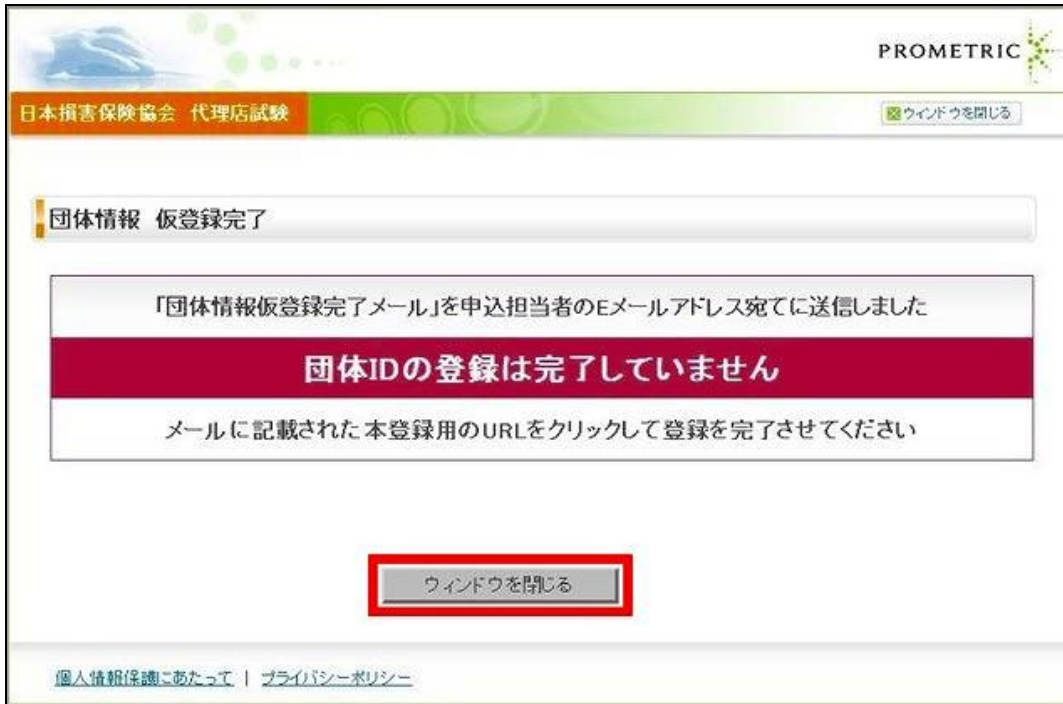 PROMETRIC
日本損害保険協会 代理店試験
ウィンドウを閉じる
団体情報 仮登録完了
「団体情報仮登録完了メール」を申込担当者のEメールアドレス宛てに送信しました
団体IDの登録は完了していません
メールに記載された本登録用のURLをクリックして登録を完了させてください
ウィンドウを閉じる
個人情報保護にあたって | プライバシーポリシー